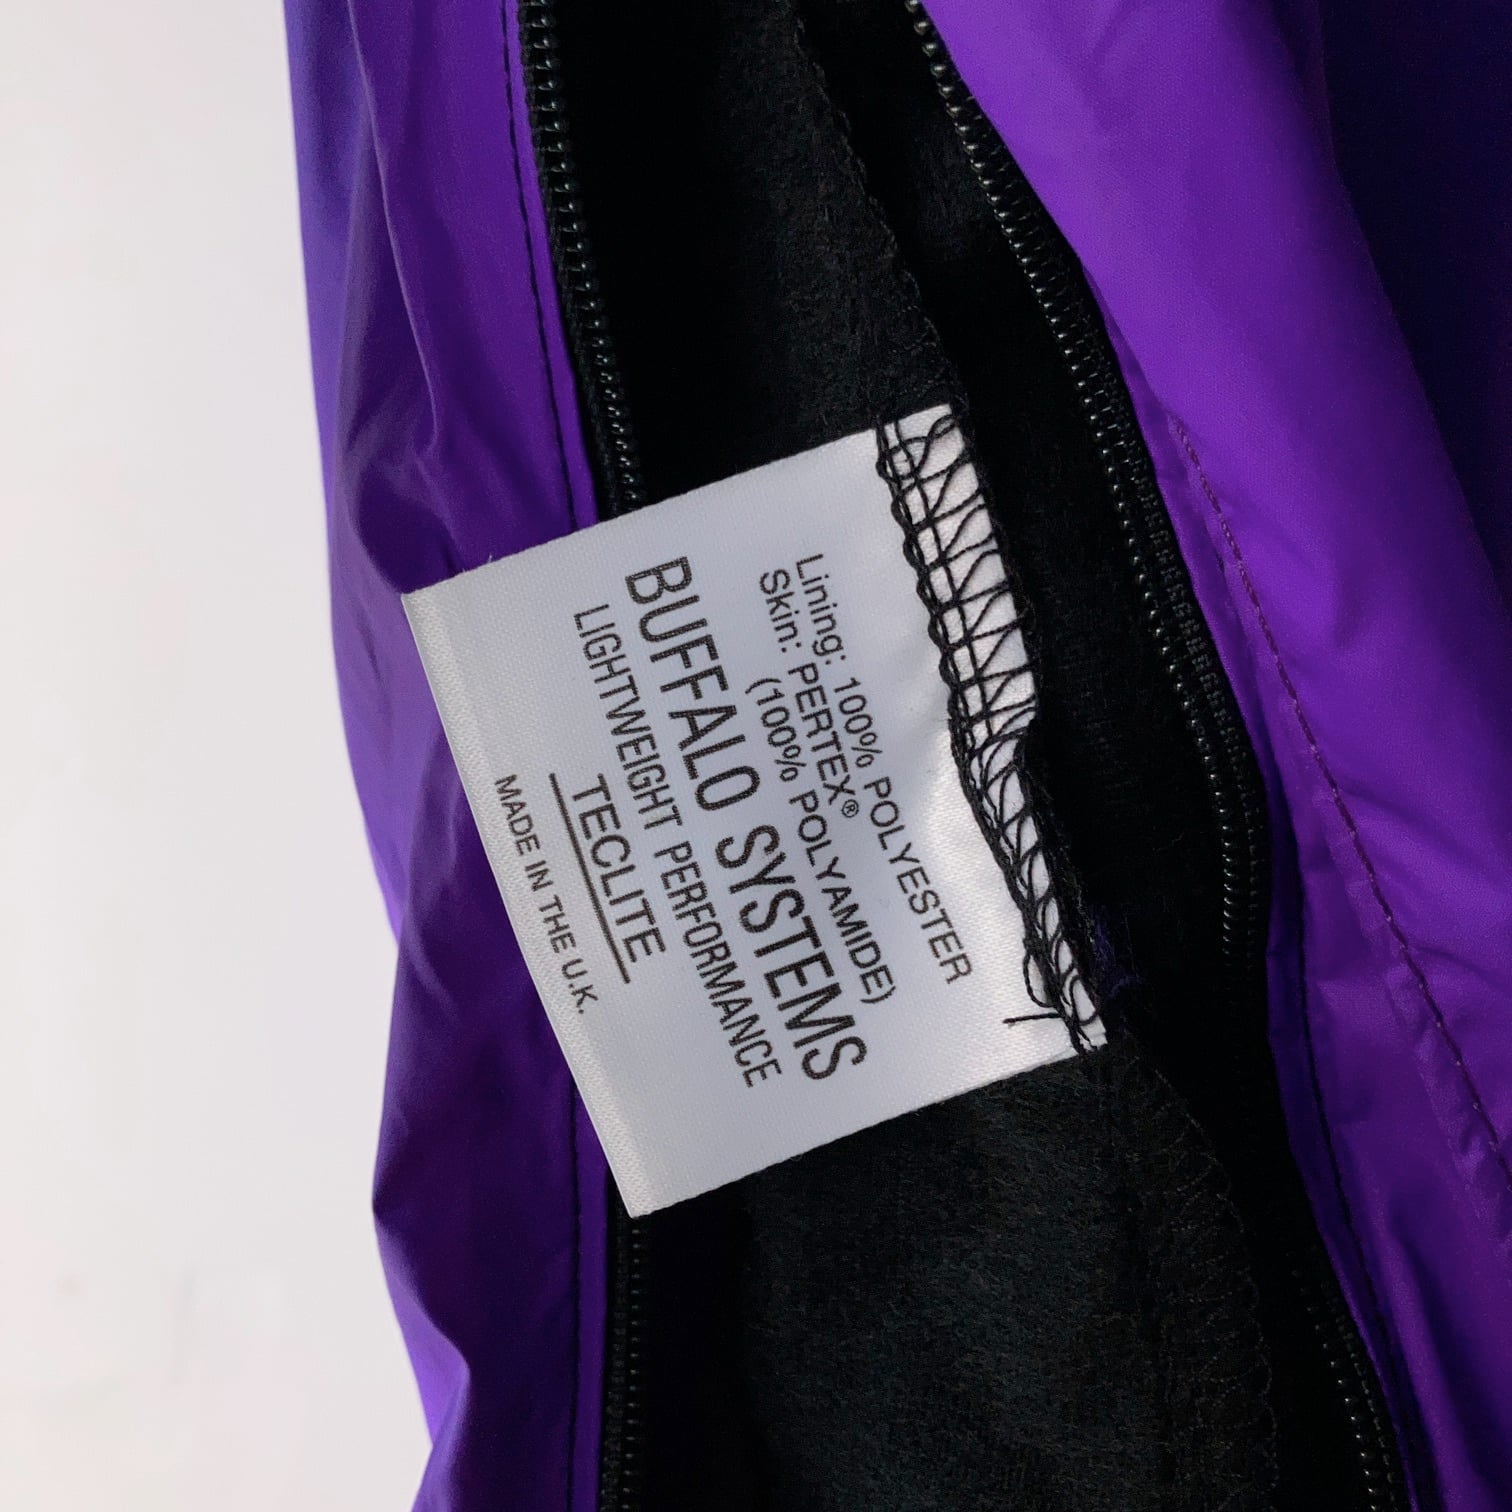 Lining: 100% POLYESTER
Skin: PERTEX®
(100% POLYAMIDE)
BUFFALO SYSTEMS
LIGHTWEIGHT PERFORMANCE
TECLITE
MADE IN THE U.K.